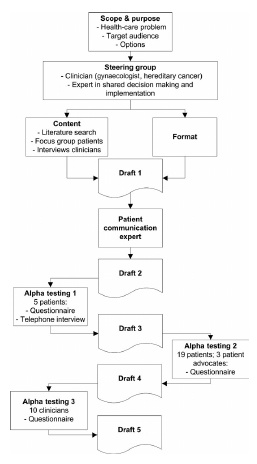 Scope & purpose
- Health-care problem
- Target audience
- Options
Steering group
- Clinician (gynaecologist, hereditary cancer)
- Expert in shared decision making and
implementation
Content
- Literature search
- Focus group patients
- Interviews clinicians
Format
Draft 1
Patient
communication
expert
Draft 2
Alpha testing 1
5 patients:
- Questionnaire
- Telephone interview
Draft 3
Alpha testing 2
19 patients; 3 patient
advocates:
- Questionnaire
Draft 4
Alpha testing 3
10 clinicians
- Questionnaire
Draft 5